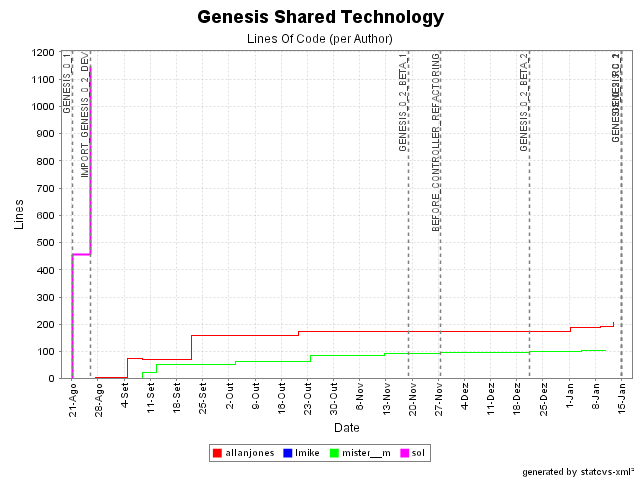 Genesis Shared Technology
Lines Of Code (per Author)
Lines
1200
1100
1000
900
800
700
600
500
400
300
200
100
0
GENESIS_0_1
IMPORT_GENESIS_0_2_DEV
GENESIS_0_2_BETA_1
BEFORE_CONTROLLER_REFACTORING
GENESIS_0_2_BETA_2
21-Ago
28-Ago
4-Set
11-Set
18-Set
25-Set
2-Out
9-Out
16-Out
23-Out
30-Out
6-Nov
13-Nov
20-Nov
27-Nov
4-Dez
11-Dez
18-Dez
25-Dez
1-Jan
8-Jan
15-Jan
Date
allanjones
lmike
mister__m
sol
generated by statcvs-xml²